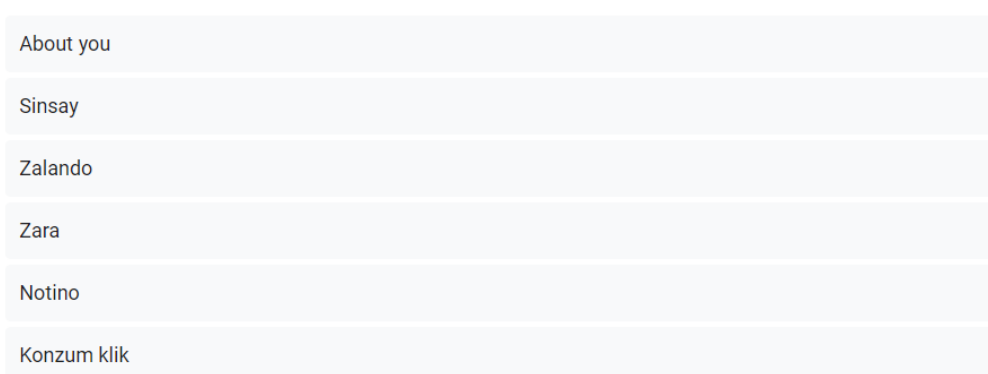 About you
Sinsay
Zalando
Zara
Notino
Konzum klik